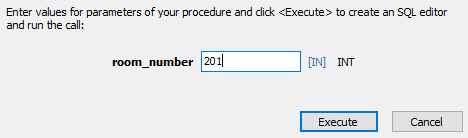 Enter values for parameters of your procedure and click <Execute> to create an SQL editor
and run the call:
room_number 201 [IN] INT
Execute Cancel